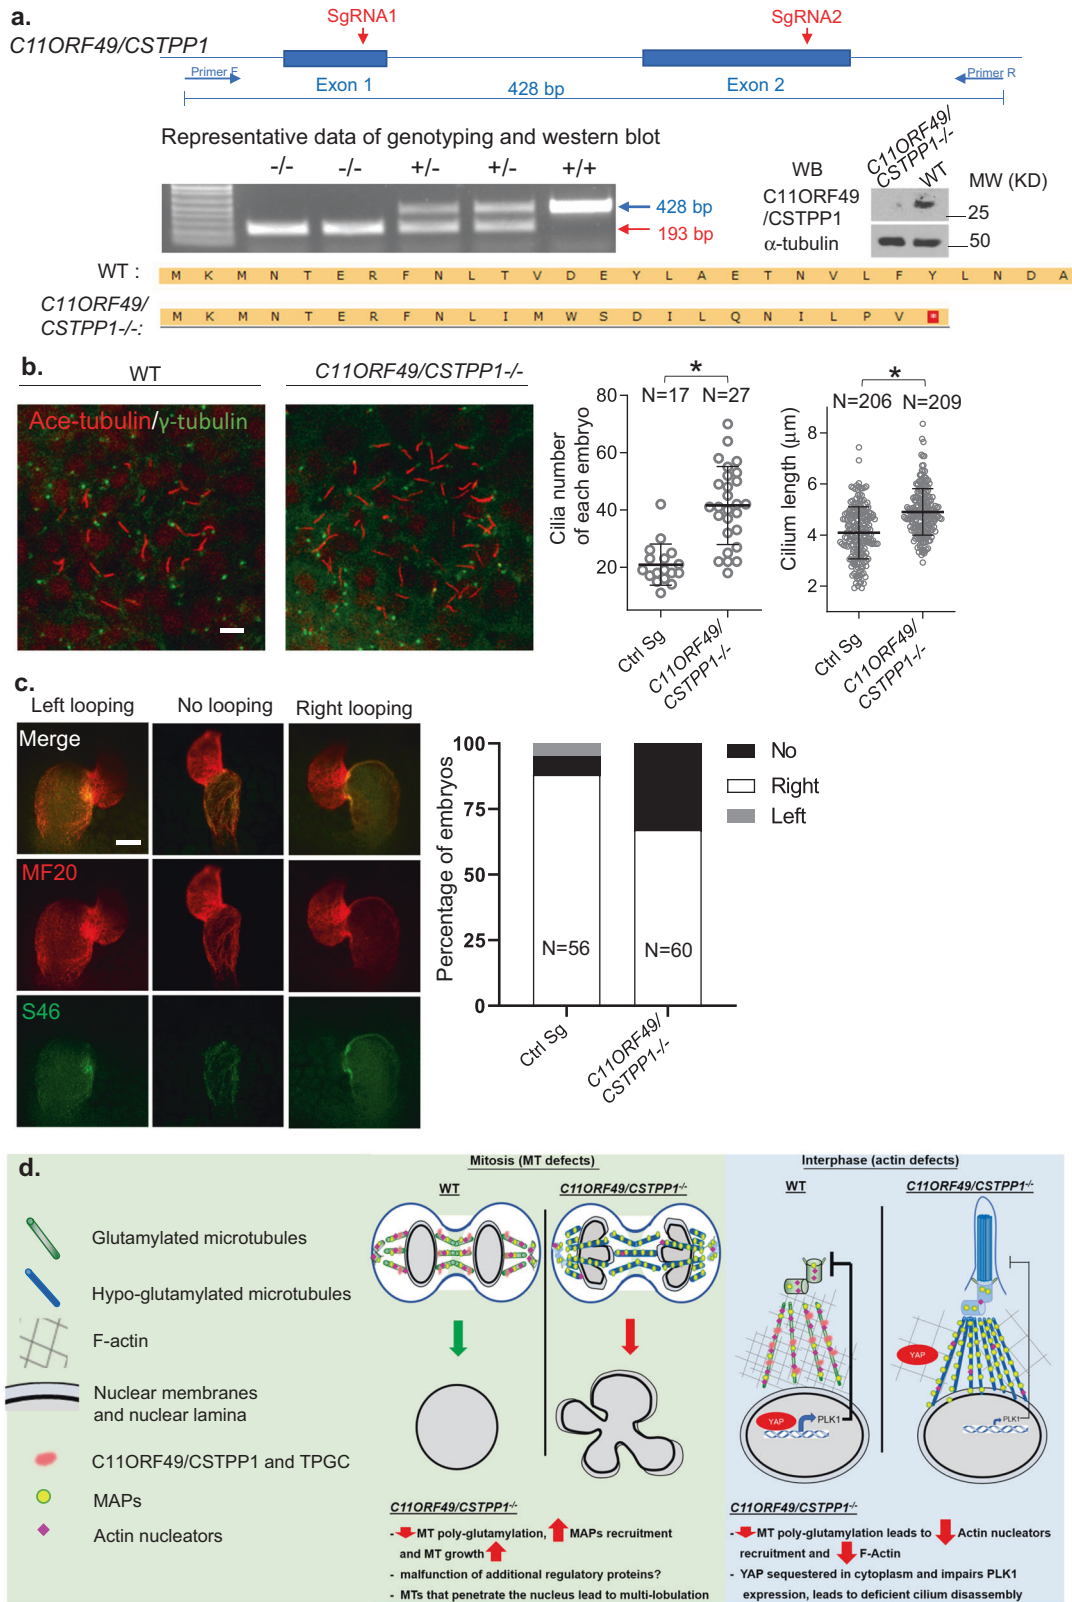 a.
SgRNA1
SgRNA2
C11ORF49/CSTPP1
Primer F
Primer R
Exon 1
428 bp
Exon 2
Representative data of genotyping and western blot
-/- -/- +/- +/- +/+
428 bp
193 bp
C11ORF49/
CSTPP1-/-
WT
WB
MW (KD)
C11ORF49
/CSTPP1
25
α-tubulin
50
WT :
M K M N T E R F N L T V D E Y L A E T N V L F Y L N D A
C11ORF49/
CSTPP1-/-:
M K M N T E R F N L I M W S D I L Q N I L P V *
b.
WT
C11ORF49/CSTPP1-/-
Ace-tubulin/γ-tubulin
*
N=17 N=27
Cilia number
of each embryo
80
60
40
20
Ctrl Sg
C11ORF49/
CSTPP1-/-
*
N=206 N=209
Cilium length (μm)
8
6
4
2
Ctrl Sg
C11ORF49/
CSTPP1-/-
c.
Left looping
No looping
Right looping
Merge
MF20
S46
Percentage of embryos
100
75
50
25
0
N=56
N=60
Ctrl Sg
C11ORF49/
CSTPP1-/-
No
Right
Left
d.
Glutamylated microtubules
Hypo-glutamylated microtubules
F-actin
Nuclear membranes
and nuclear lamina
C11ORF49/CSTPP1 and TPGC
MAPs
Actin nucleators
Mitosis (MT defects)
WT
C11ORF49/CSTPP1-/-
C11ORF49/CSTPP1-/-
- MT poly-glutamylation, MAPs recruitment
and MT growth
- malfunction of additional regulatory proteins?
- MTs that penetrate the nucleus lead to multi-lobulation
Interphase (actin defects)
WT
C11ORF49/CSTPP1-/-
YAP
PLK1
YAP
PLK1
C11ORF49/CSTPP1-/-
- MT poly-glutamylation leads to Actin nucleators
recruitment and F-Actin
- YAP sequestered in cytoplasm and impairs PLK1
expression, leads to deficient cilium disassembly